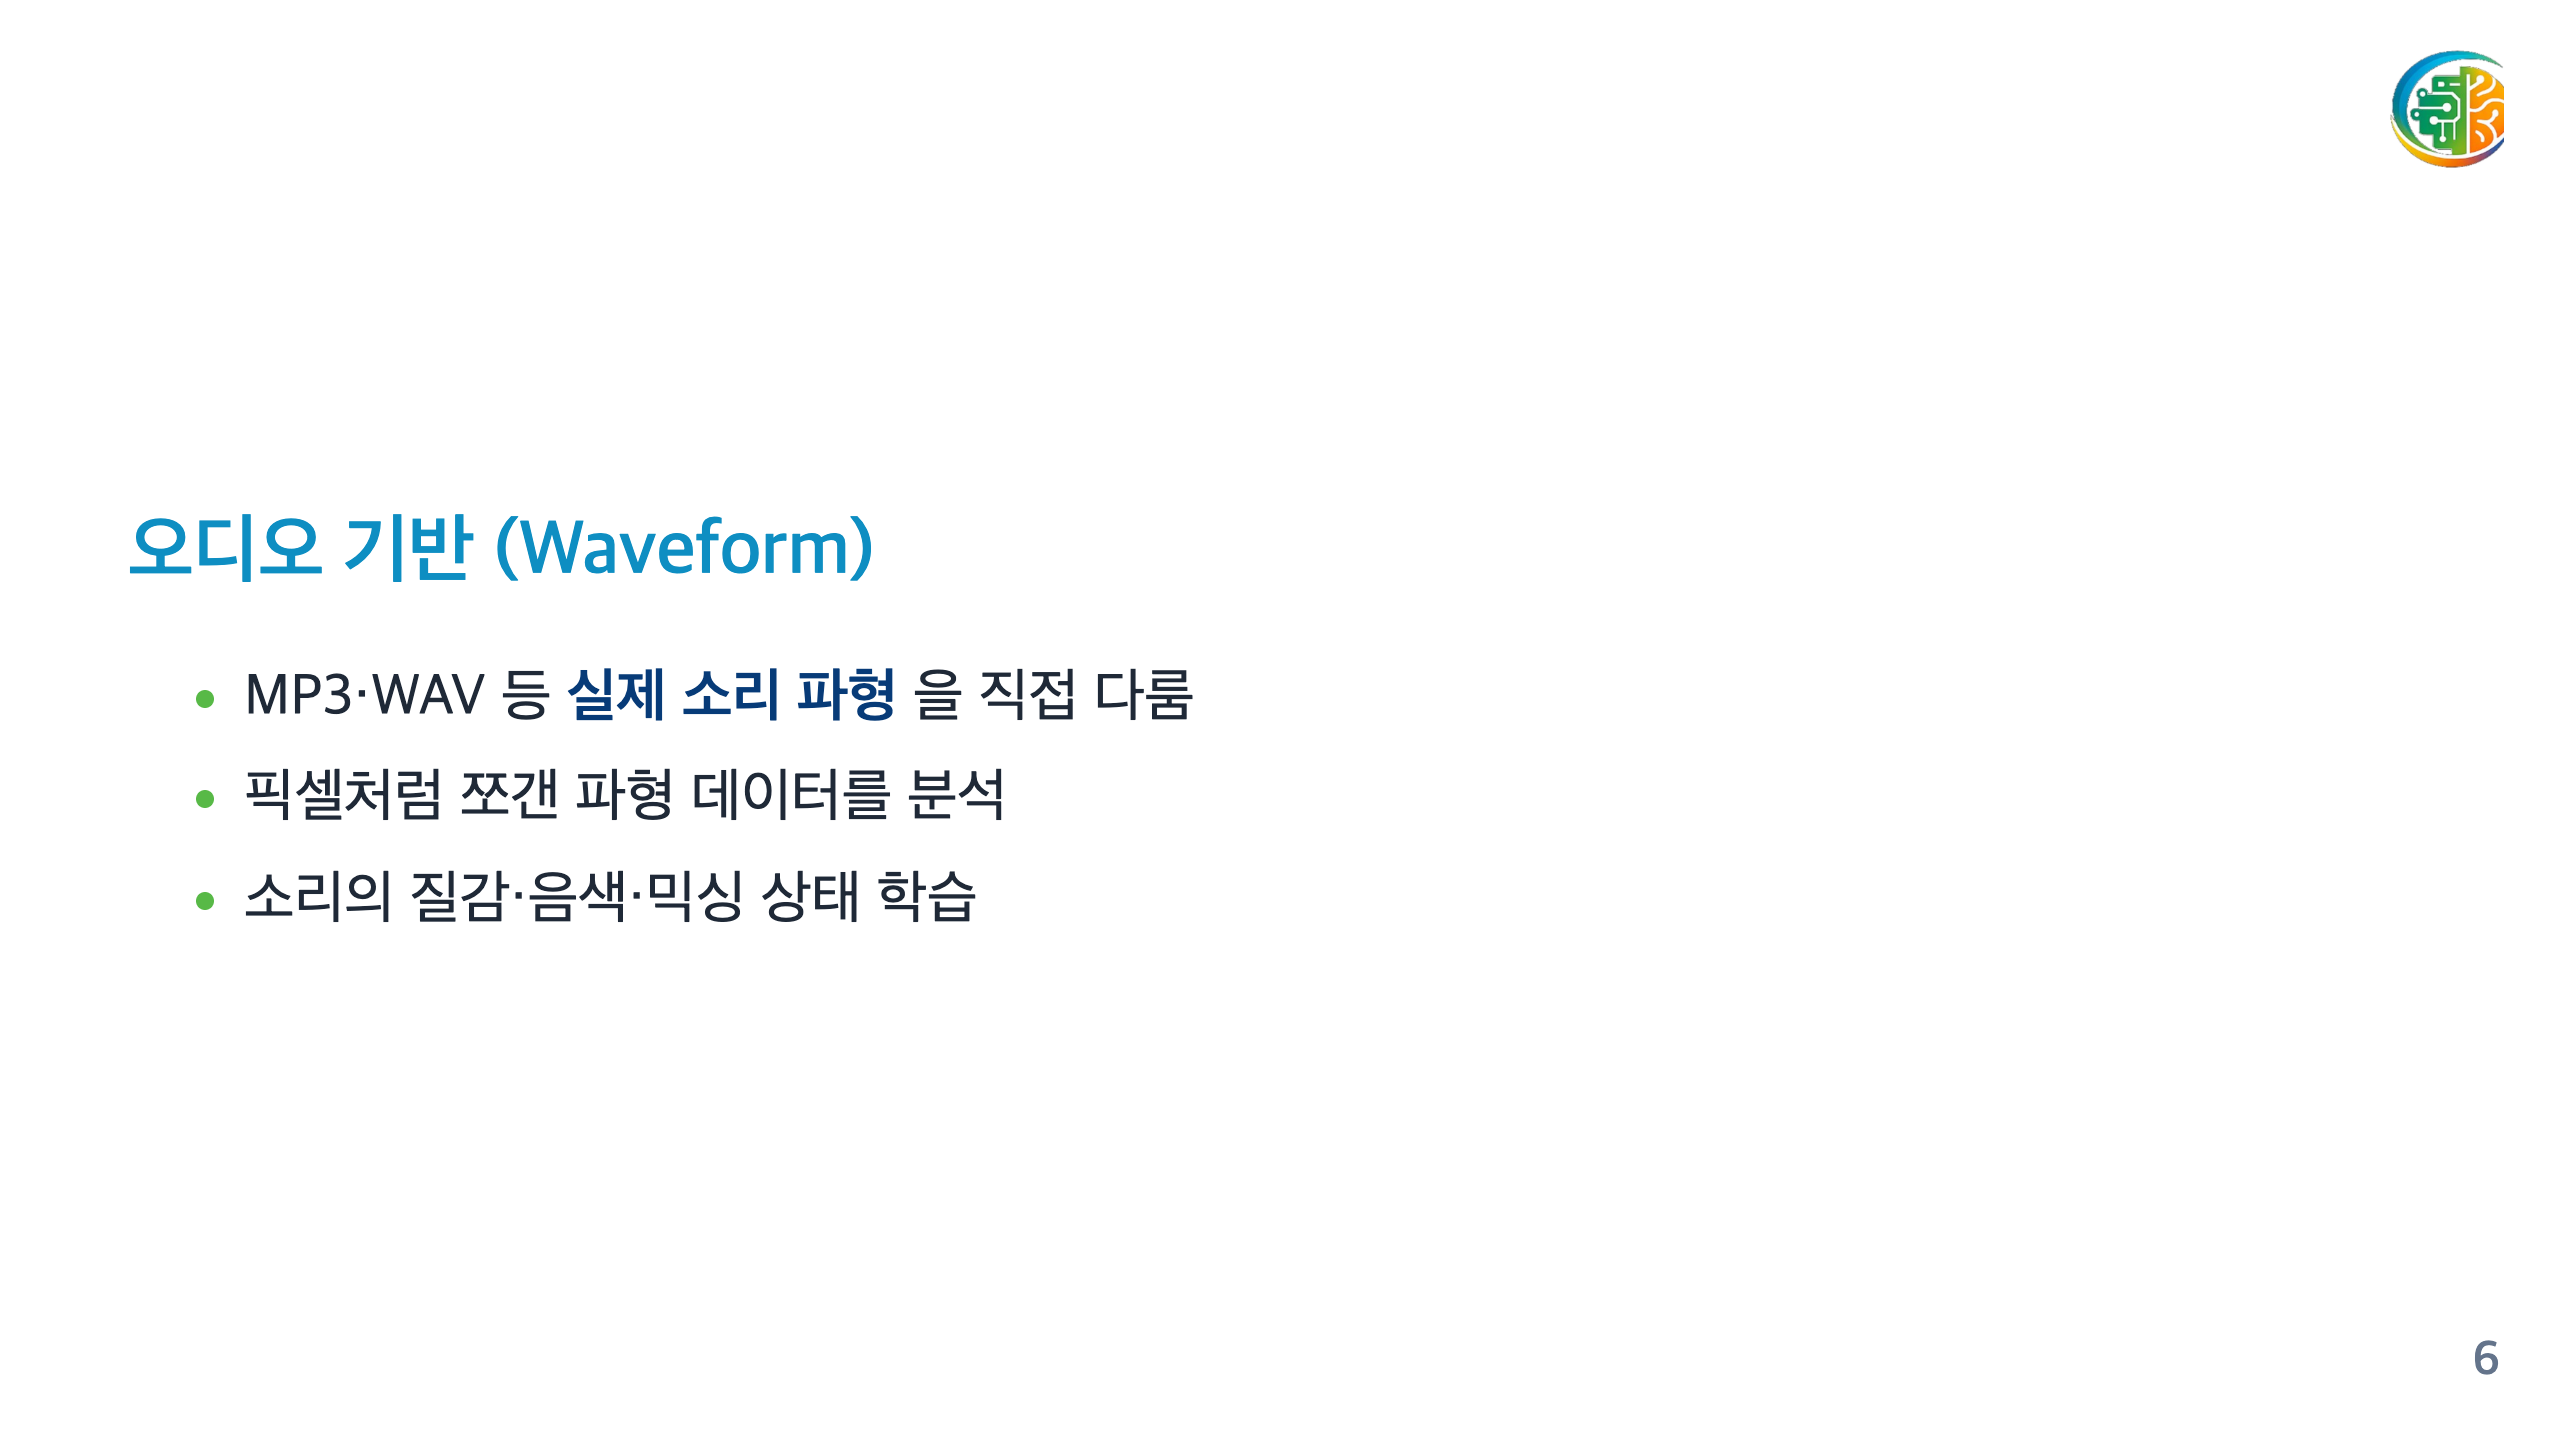 오디오 기반 (Waveform)
• MP3·WAV 등 실제 소리 파형 을 직접 다룸
• 픽셀처럼 쪼갠 파형 데이터를 분석
• 소리의 질감·음색·믹싱 상태 학습
6